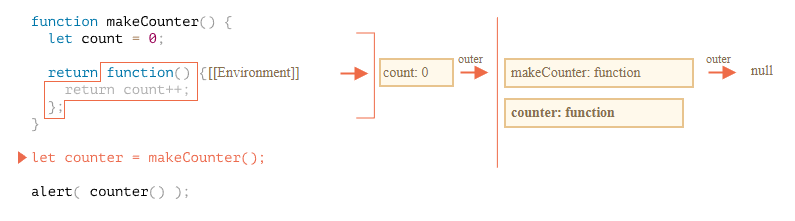 function makeCounter() {
let count = 0;
outer
outer
return function() {[[Environment]]
count: 0
makeCounter: function
null
return count++;
};
counter: function
}
let counter = makeCounter();
alert( counter() );